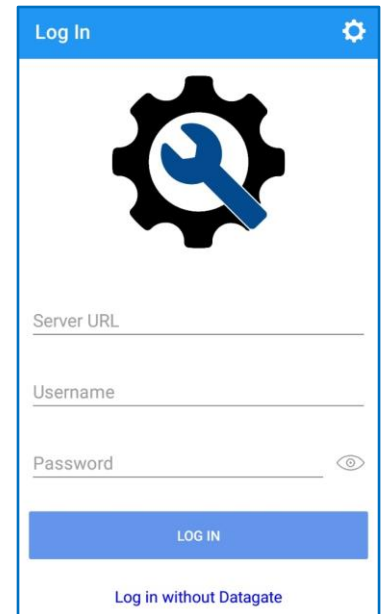 Log In
Server URL
Username
Password
LOG IN
Log in without Datagate